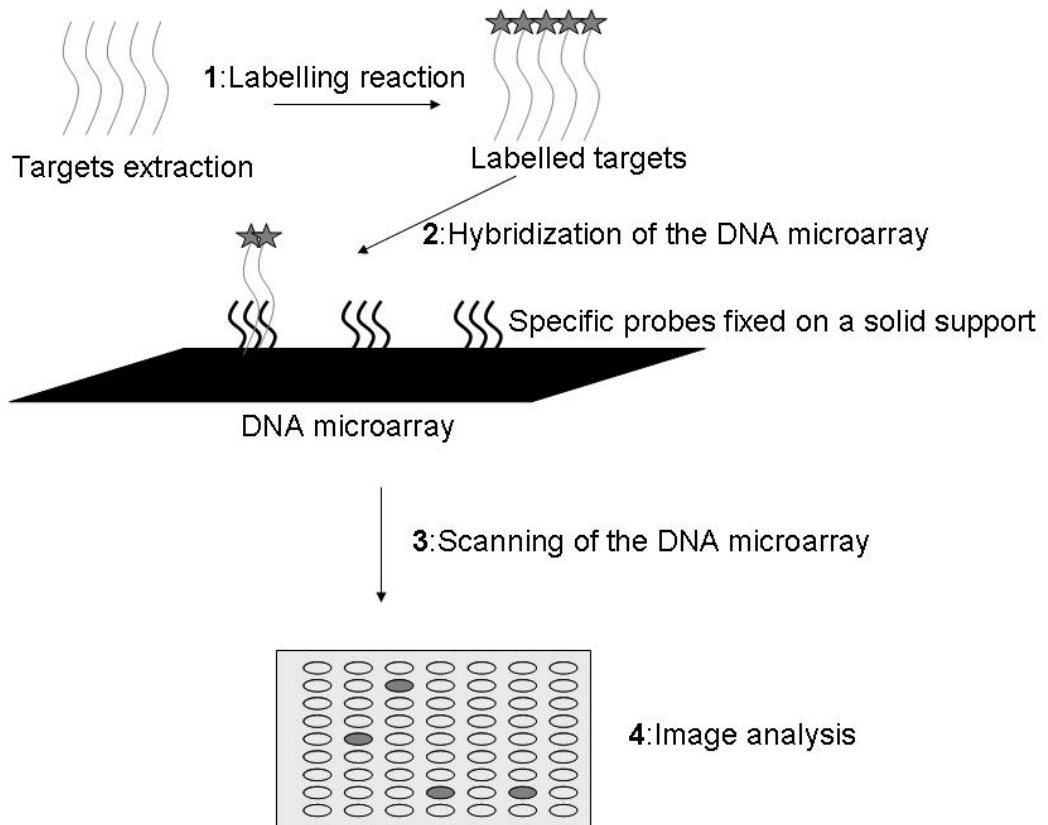 1:Labelling reaction
Targets extraction
Labelled targets
2:Hybridization of the DNA microarray
Specific probes fixed on a solid support
DNA microarray
3:Scanning of the DNA microarray
4:Image analysis